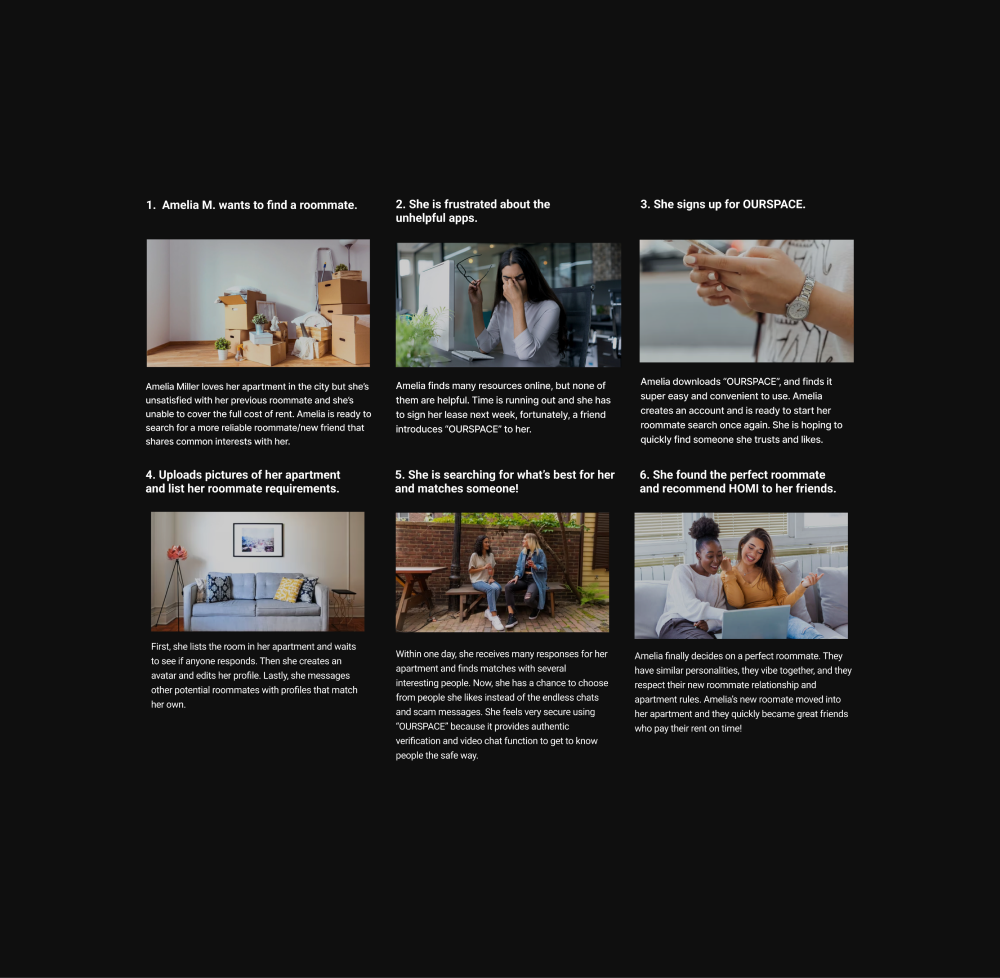 1.  Amelia M. wants to find a roommate.
Amelia Miller loves her apartment in the city but she's
unsatisfied with her previous roommate and she's
unable to cover the full cost of rent. Amelia is ready to
search for a more reliable roommate/new friend that
shares common interests with her.
2. She is frustrated about the
unhelpful apps.
Amelia finds many resources online, but none of
them are helpful. Time is running out and she has
to sign her lease next week, fortunately, a friend
introduces “OURSPACE” to her.
3. She signs up for OURSPACE.
Amelia downloads “OURSPACE”, and finds it
super easy and convenient to use. Amelia
creates an account and is ready to start her
roommate search once again. She is hoping to
quickly find someone she trusts and likes.
4. Uploads pictures of her apartment
and list her roommate requirements.
First, she lists the room in her apartment and waits
to see if anyone responds. Then she creates an
avatar and edits her profile. Lastly, she messages
other potential roommates with profiles that match
her own.
5. She is searching for what's best for her
and matches someone!
Within one day, she receives many responses for her
apartment and finds matches with several
interesting people. Now, she has a chance to choose
from people she likes instead of the endless chats
and scam messages. She feels very secure using
“OURSPACE” because it provides authentic
verification and video chat function to get to know
people the safe way.
6. She found the perfect roommate
and recommend HOMI to her friends.
Amelia finally decides on a perfect roommate. They
have similar personalities, they vibe together, and they
respect their new roommate relationship and
apartment rules. Amelia's new roomate moved into
her apartment and they quickly became great friends
who pay their rent on time!